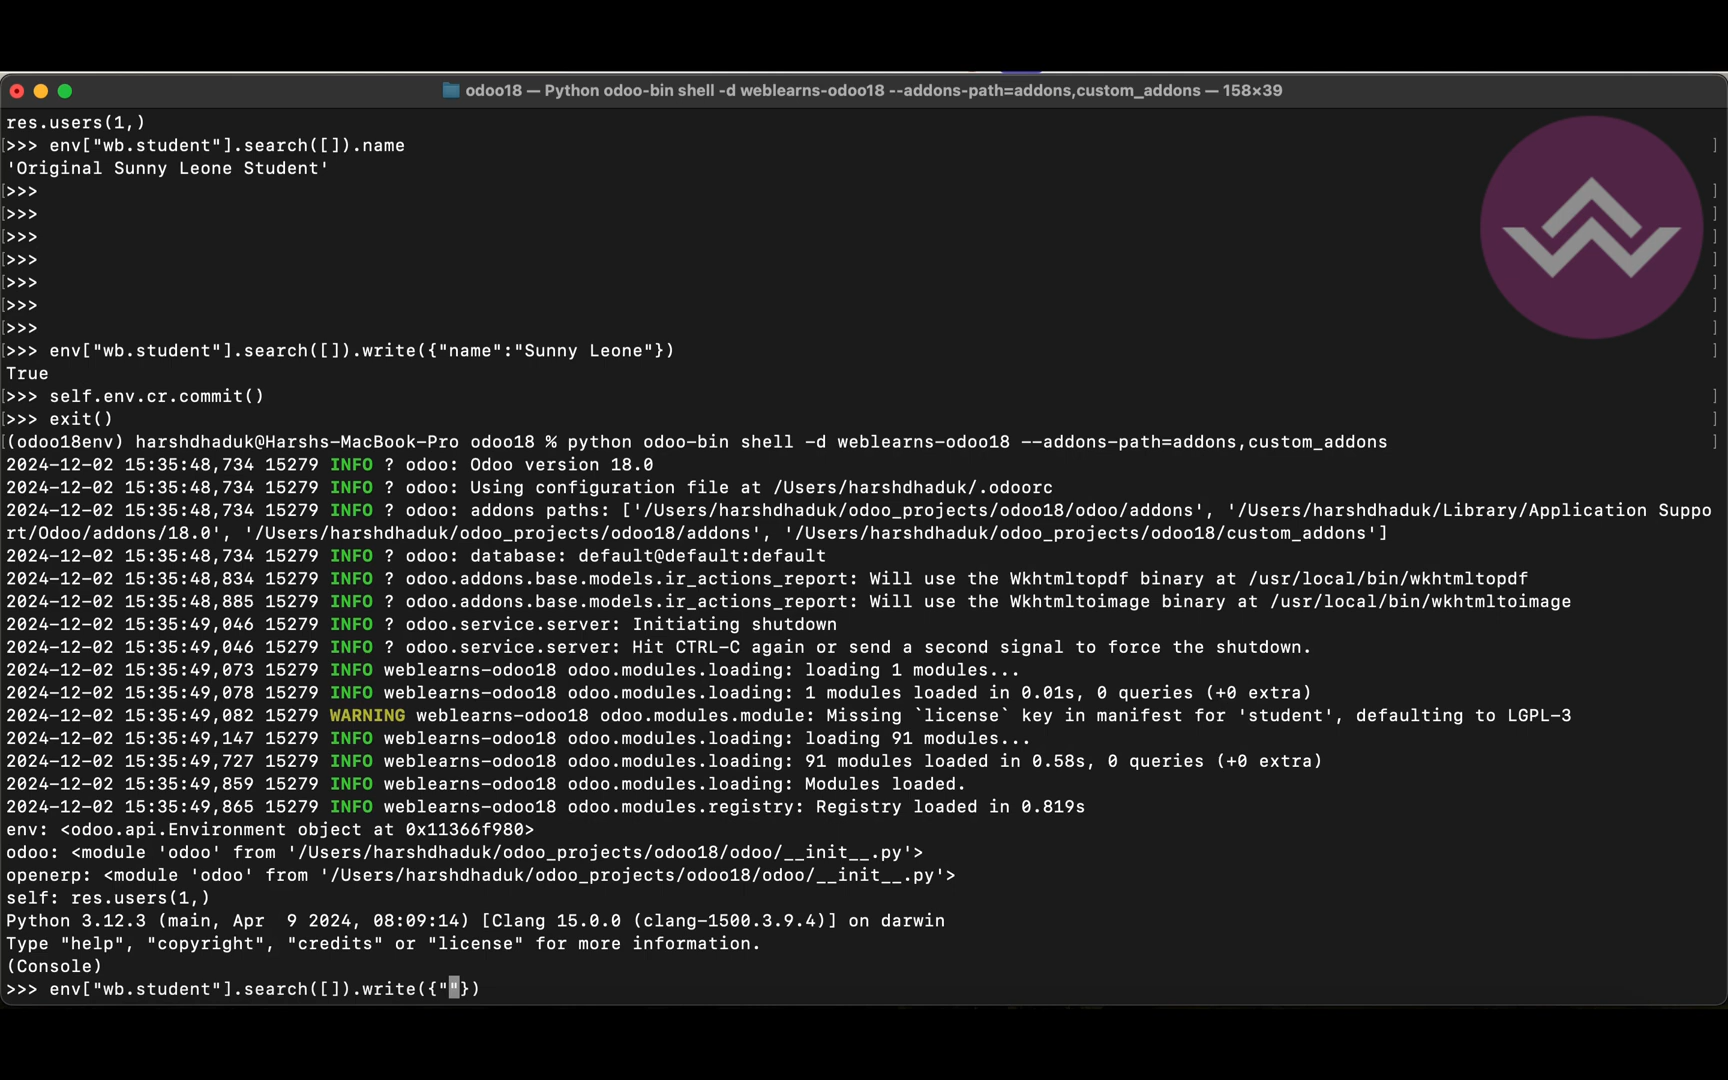 odoo18 — Python odoo-bin shell -d weblearns-odoo18 --addons-path=addons,custom_addons — 158×39
res.users(1,)
[>>> env["wb.student"].search([]).name ]
'Original Sunny Leone Student'
[>>> ]
[>>> ]
[>>> ]
[>>> ]
[>>> ]
[>>> ]
[>>> ]
[>>> env["wb.student"].search([]).write({"name":"Sunny Leone"}) ]
True
[>>> self.env.cr.commit() ]
[>>> exit() ]
[(odoo18env) harshdhaduk@Harshs-MacBook-Pro odoo18 % python odoo-bin shell -d weblearns-odoo18 --addons-path=addons,custom_addons ]
2024-12-02 15:35:48,734 15279 INFO ? odoo: Odoo version 18.0
2024-12-02 15:35:48,734 15279 INFO ? odoo: Using configuration file at /Users/harshdhaduk/.odoorc
2024-12-02 15:35:48,734 15279 INFO ? odoo: addons paths: ['/Users/harshdhaduk/odoo_projects/odoo18/odoo/addons', '/Users/harshdhaduk/Library/Application Suppo
rt/Odoo/addons/18.0', '/Users/harshdhaduk/odoo_projects/odoo18/addons', '/Users/harshdhaduk/odoo_projects/odoo18/custom_addons']
2024-12-02 15:35:48,734 15279 INFO ? odoo: database: default@default:default
2024-12-02 15:35:48,834 15279 INFO ? odoo.addons.base.models.ir_actions_report: Will use the Wkhtmltopdf binary at /usr/local/bin/wkhtmltopdf
2024-12-02 15:35:48,885 15279 INFO ? odoo.addons.base.models.ir_actions_report: Will use the Wkhtmltoimage binary at /usr/local/bin/wkhtmltoimage
2024-12-02 15:35:49,046 15279 INFO ? odoo.service.server: Initiating shutdown
2024-12-02 15:35:49,046 15279 INFO ? odoo.service.server: Hit CTRL-C again or send a second signal to force the shutdown.
2024-12-02 15:35:49,073 15279 INFO weblearns-odoo18 odoo.modules.loading: loading 1 modules...
2024-12-02 15:35:49,078 15279 INFO weblearns-odoo18 odoo.modules.loading: 1 modules loaded in 0.01s, 0 queries (+0 extra)
2024-12-02 15:35:49,082 15279 WARNING weblearns-odoo18 odoo.modules.module: Missing `license` key in manifest for 'student', defaulting to LGPL-3
2024-12-02 15:35:49,147 15279 INFO weblearns-odoo18 odoo.modules.loading: loading 91 modules...
2024-12-02 15:35:49,727 15279 INFO weblearns-odoo18 odoo.modules.loading: 91 modules loaded in 0.58s, 0 queries (+0 extra)
2024-12-02 15:35:49,859 15279 INFO weblearns-odoo18 odoo.modules.loading: Modules loaded.
2024-12-02 15:35:49,865 15279 INFO weblearns-odoo18 odoo.modules.registry: Registry loaded in 0.819s
env: <odoo.api.Environment object at 0x11366f980>
odoo: <module 'odoo' from '/Users/harshdhaduk/odoo_projects/odoo18/odoo/__init__.py'>
openerp: <module 'odoo' from '/Users/harshdhaduk/odoo_projects/odoo18/odoo/__init__.py'>
self: res.users(1,)
Python 3.12.3 (main, Apr  9 2024, 08:09:14) [Clang 15.0.0 (clang-1500.3.9.4)] on darwin
Type "help", "copyright", "credits" or "license" for more information.
(Console)
>>> env["wb.student"].search([]).write({""})